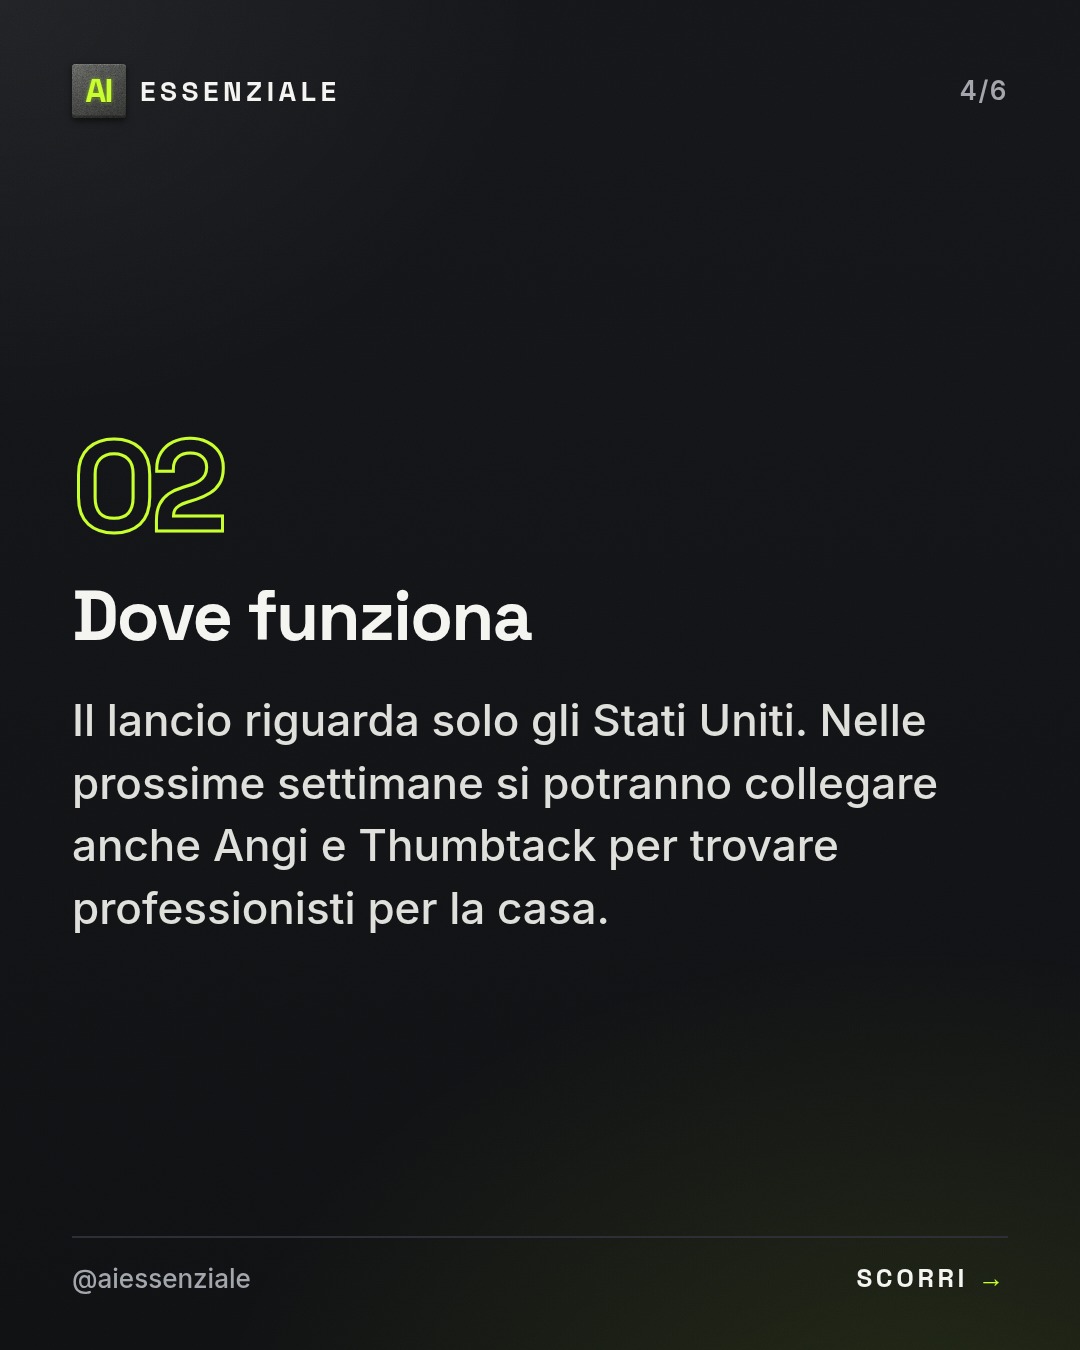 AI ESSENZIALE
4/6
02
Dove funziona
Il lancio riguarda solo gli Stati Uniti. Nelle
prossime settimane si potranno collegare
anche Angi e Thumbtack per trovare
professionisti per la casa.
@aiessenziale
SCORRI →